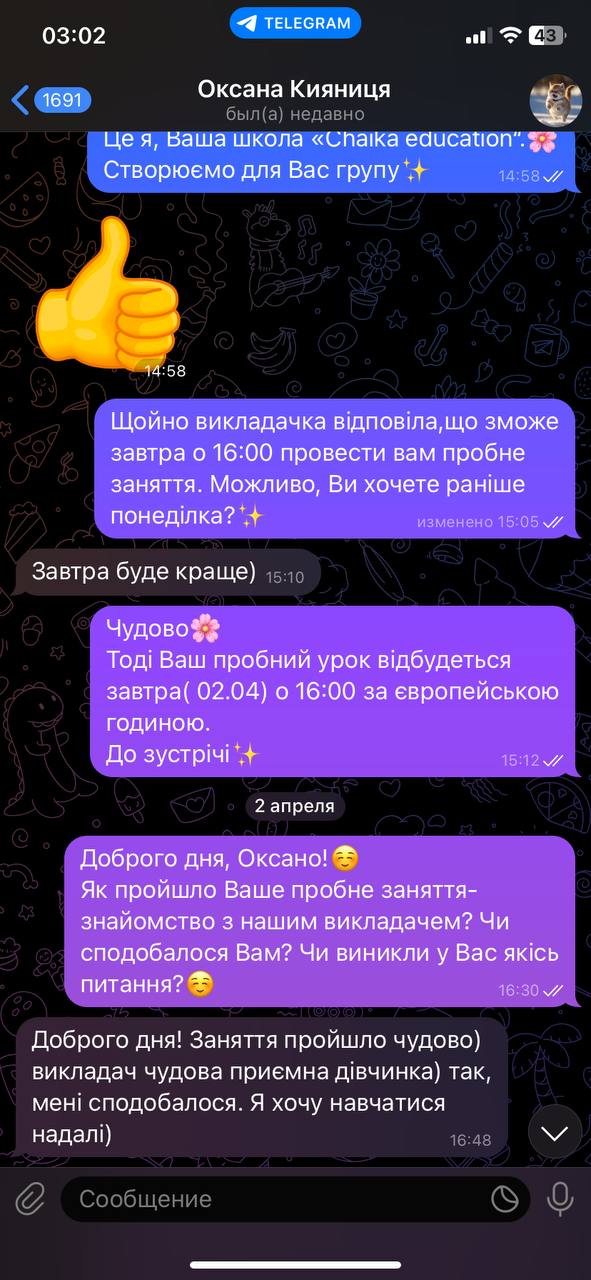 03:02
TELEGRAM
43
1691
Оксана Кияниця
был(а) недавно
Це я, Ваша школа «Chaika education“.🌸
Створюємо для Вас групу✨ 14:58
14:58
Щойно викладачка відповіла,що зможе
завтра о 16:00 провести вам пробне
заняття. Можливо, Ви хочете раніше
понеділка?✨ изменено 15:05
Завтра буде краще) 15:10
Чудово🌸
Тоді Ваш пробний урок відбудеться
завтра( 02.04) о 16:00 за європейською
годиною.
До зустрічі✨ 15:12
2 апреля
Доброго дня, Оксано!☺️
Як пройшло Ваше пробне заняття-
знайомство з нашим викладачем? Чи
сподобалося Вам? Чи виникли у Вас якісь
питання?☺️ 16:30
Доброго дня! Заняття пройшло чудово)
викладач чудова приємна дівчинка) так,
мені сподобалося. Я хочу навчатися
надалі) 16:48
Сообщение